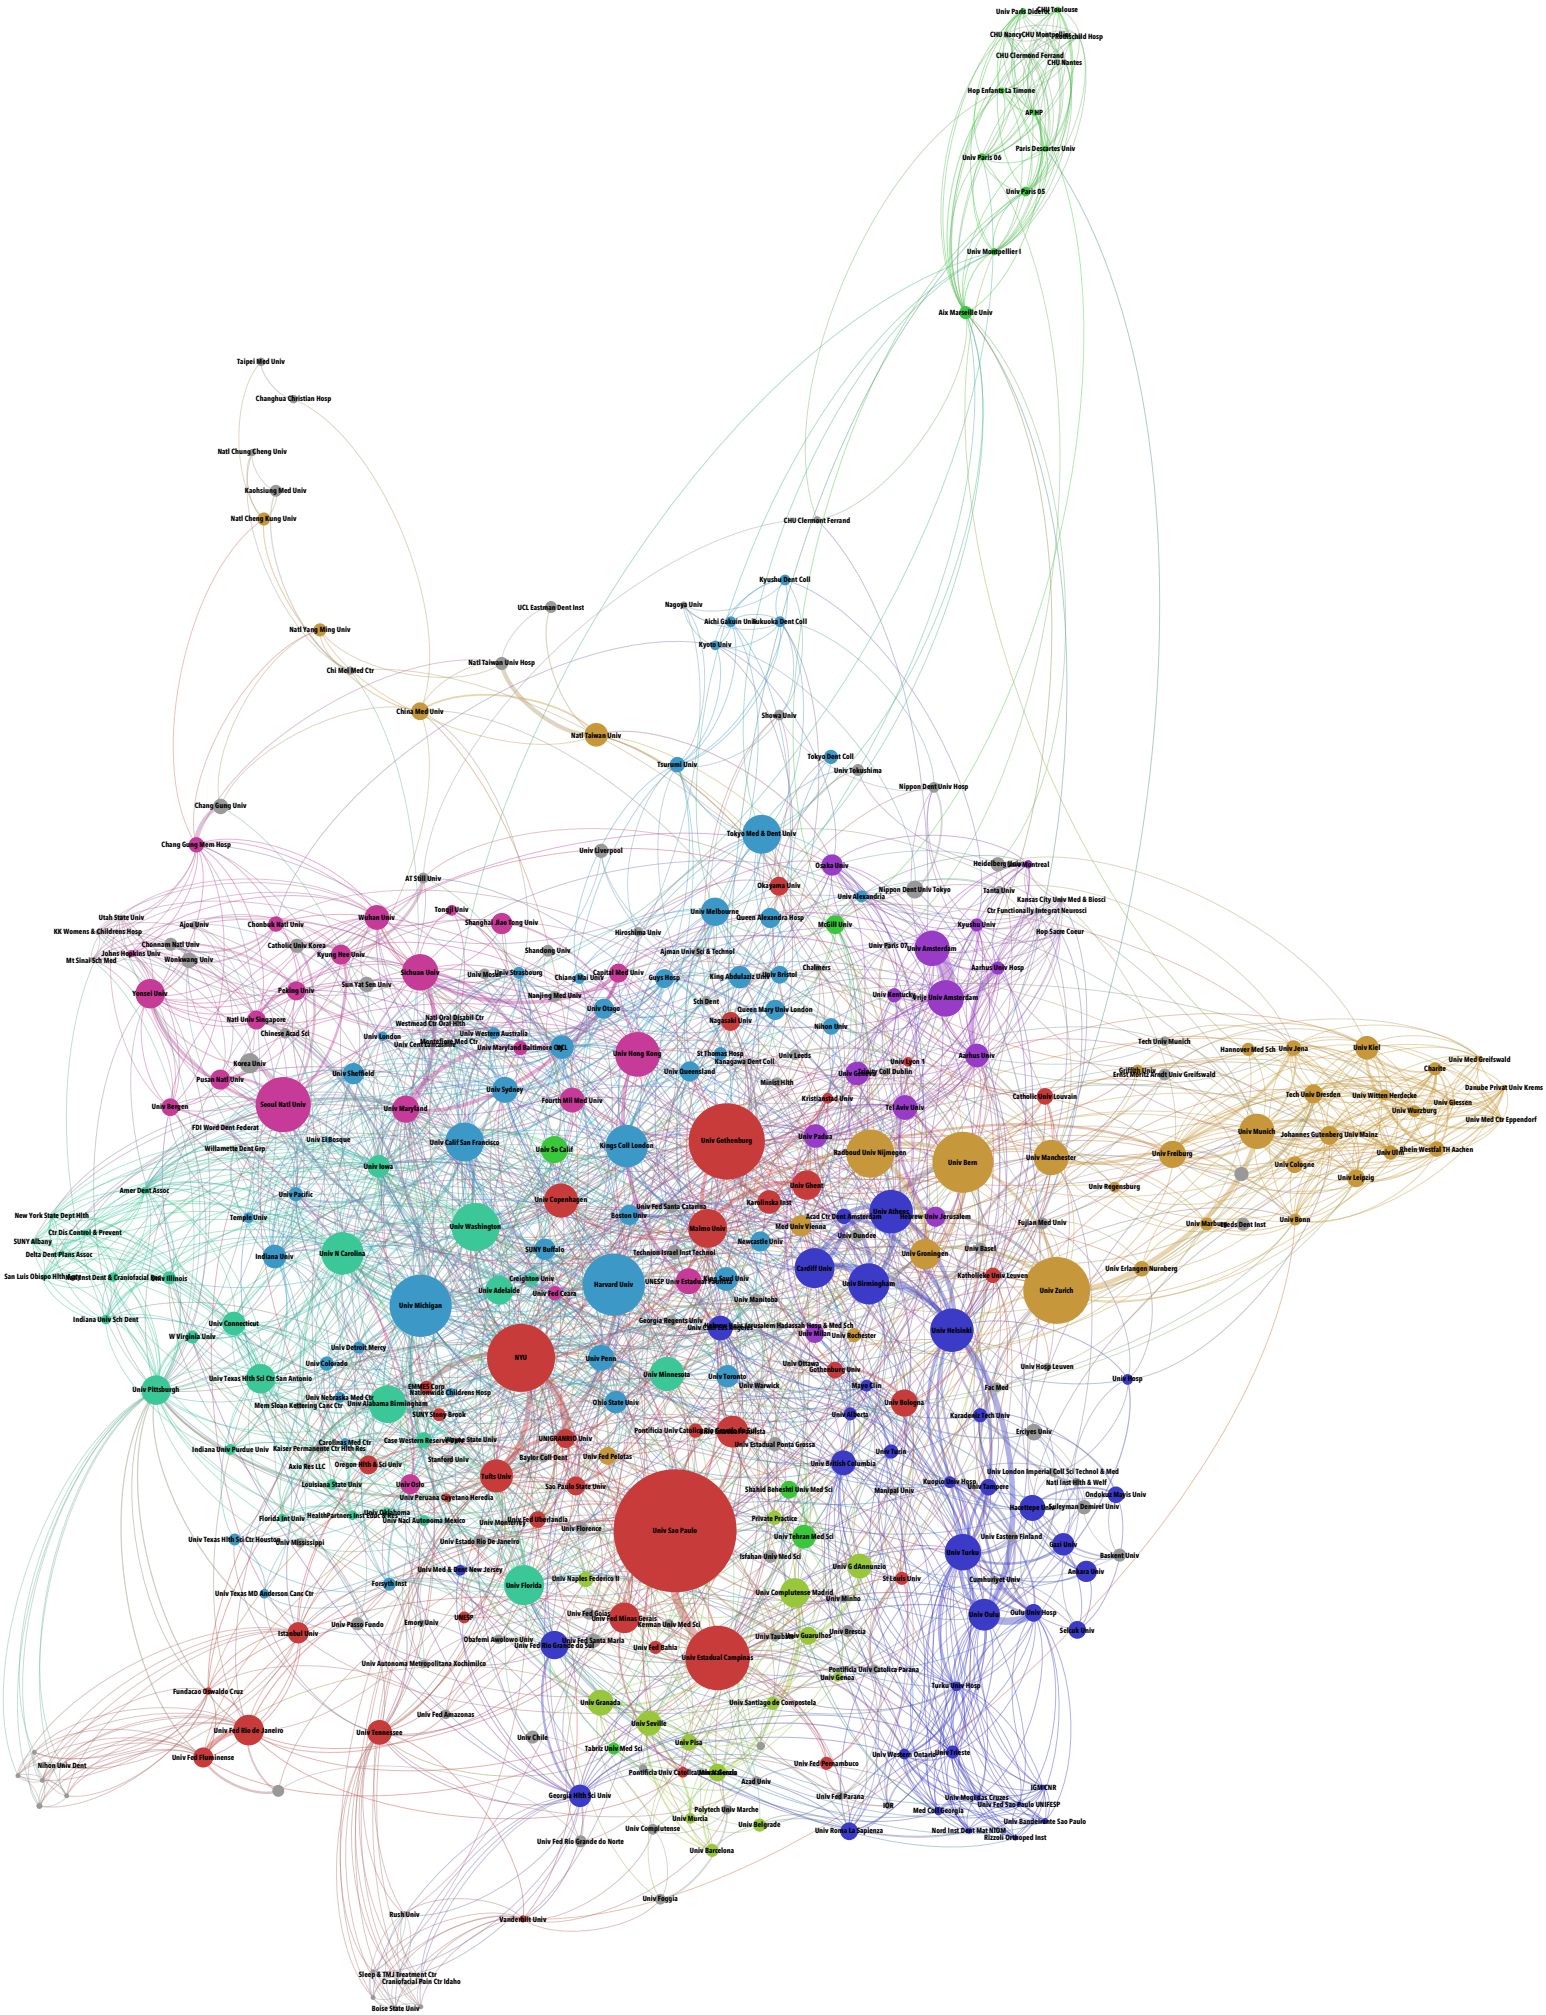 Univ Paris Diderot
CHU Toulouse
CHU Nancy
CHU Montpellier
Rothschild Hosp
CHU Clermond Ferrand
CHU Nantes
Hop Enfants La Timone
AP HP
Paris Descartes Univ
Univ Paris 06
Univ Paris 05
Univ Montpellier I
Aix Marseille Univ
Taipei Med Univ
Changhua Christian Hosp
Natl Chung Cheng Univ
Kaohsiung Med Univ
Natl Cheng Kung Univ
CHU Clermont Ferrand
Kyushu Dent Coll
Nagoya Univ
UCL Eastman Dent Inst
Aichi Gakuin Univ
Fukuoka Dent Coll
Natl Yang Ming Univ
Kyoto Univ
Natl Taiwan Univ Hosp
Chi Mei Med Ctr
China Med Univ
Showa Univ
Natl Taiwan Univ
Tokyo Dent Coll
Tsurumi Univ
Univ Tokushima
Nippon Dent Univ Hosp
Chang Gung Univ
Tokyo Med & Dent Univ
Chang Gung Mem Hosp
Univ Liverpool
Osaka Univ
Heidelberg Univ
Univ Montreal
AT Still Univ
Okayama Univ
Nippon Dent Univ Tokyo
Tanta Univ
Univ Alexandria
Kansas City Univ Med & Biosci
Tongji Univ
Univ Melbourne
Ctr Functionally Integrat Neurosci
Utah State Univ
Wuhan Univ
Queen Alexandra Hosp
Chonbuk Natl Univ
Ajou Univ
Shanghai Jiao Tong Univ
McGill Univ
Kyushu Univ
KK Womens & Childrens Hosp
Hiroshima Univ
Hop Sacre Coeur
Chonnam Natl Univ
Catholic Univ Korea
Univ Paris 07
Univ Amsterdam
Johns Hopkins Univ
Kyung Hee Univ
Shandong Univ
Ajman Univ Sci & Technol
Mt Sinai Sch Med
Wonkwang Univ
Chalmers
Aarhus Univ Hosp
Sichuan Univ
Univ Mosul
Univ Strasbourg
Capital Med Univ
Chiang Mai Univ
Guys Hosp
King Abdulaziz Univ
Univ Bristol
Sun Yat Sen Univ
Yonsei Univ
Peking Univ
Nanjing Med Univ
Univ Kentucky
Vrije Univ Amsterdam
Sch Dent
Univ Otago
Queen Mary Univ London
Natl Univ Singapore
Natl Oral Disabil Ctr
Nagasaki Univ
Westmead Ctr Oral Hlth
Nihon Univ
Chinese Acad Sci
Univ London
Univ Western Australia
Montefiore Med Ctr
Tech Univ Munich
Univ Cent Lancashire
Univ Maryland Baltimore Cty
UCL
Univ Hong Kong
St Thomas Hosp
Kanagawa Dent Coll
Univ Leeds
Aarhus Univ
Hannover Med Sch
Univ Jena
Univ Kiel
Univ Med Greifswald
Korea Univ
Univ Lyon 1
Charite
Pusan Natl Univ
Univ Sheffield
Univ Queensland
Univ Geneva
Trinity Coll Dublin
Griffith Univ
Ernst Moritz Arndt Univ Greifswald
Minist Hlth
Danube Privat Univ Krems
Univ Sydney
Kristianstad Univ
Catholic Univ Louvain
Tech Univ Dresden
Univ Witten Herdecke
Fourth Mil Med Univ
Univ Giessen
Seoul Natl Univ
Univ Bergen
Univ Maryland
Tel Aviv Univ
Univ Wurzburg
Univ Med Ctr Eppendorf
FDI Word Dent Federat
Univ El Bosque
Univ Munich
Johannes Gutenberg Univ Mainz
Univ Padua
Univ Calif San Francisco
Univ Gothenburg
Willamette Dent Grp
Univ So Calif
Kings Coll London
Radboud Univ Nijmegen
Univ Manchester
Univ Freiburg
Univ Ulm
Rhein Westfal TH Aachen
Univ Bern
Univ Iowa
Univ Cologne
Univ Leipzig
Amer Dent Assoc
Univ Pacific
Univ Ghent
Univ Regensburg
Univ Copenhagen
Univ Fed Santa Catarina
Karolinska Inst
New York State Dept Hlth
Temple Univ
Boston Univ
Acad Ctr Dent Amsterdam
Univ Athens
Hebrew Univ Jerusalem
Fujian Med Univ
Univ Marburg
Leeds Dent Inst
Univ Bonn
Ctr Dis Control & Prevent
Univ Washington
Malmo Univ
Med Univ Vienna
Univ Dundee
SUNY Albany
Newcastle Univ
Univ Basel
Delta Dent Plans Assoc
Univ N Carolina
Indiana Univ
SUNY Buffalo
Technion Israel Inst Technol
Univ Groningen
Cardiff Univ
Univ Erlangen Nurnberg
San Luis Obispo Hlth Agcy
Univ Illinois
Creighton Univ
Univ Adelaide
Harvard Univ
UNESP Univ Estadual Paulista
King Saud Univ
Univ Birmingham
Katholieke Univ Leuven
Univ Zurich
Univ Fed Ceara
Univ Manitoba
Univ Michigan
Indiana Univ Sch Dent
Univ Connecticut
Georgia Regents Univ
Univ Calif Los Angeles
Univ Milan
Univ Rochester
Univ Helsinki
W Virginia Univ
Univ Detroit Mercy
Univ Colorado
NYU
Univ Penn
Univ Ottawa
Gothenburg Univ
Univ Hosp Leuven
Univ Pittsburgh
Univ Texas Hlth Sci Ctr San Antonio
Univ Minnesota
Univ Toronto
Univ Warwick
Mayo Clin
Fac Med
Univ Hosp
EMMES Corp
Nationwide Childrens Hosp
Univ Nebraska Med Ctr
Mem Sloan Kettering Canc Ctr
Univ Alabama Birmingham
Ohio State Univ
Univ Bologna
SUNY Stony Brook
Univ Alberta
Karadeniz Tech Univ
Pontificia Univ Catolica Rio Grande do Sul
Erciyes Univ
Carolinas Med Ctr
Case Western Reserve Univ
Wayne State Univ
UNIGRANRIO Univ
Univ Estadual Ponta Grossa
Indiana Univ Purdue Univ
Kaiser Permanente Ctr Hlth Res
Stanford Univ
Baylor Coll Dent
Univ Fed Pelotas
Univ Turin
Univ British Columbia
Axio Res LLC
Oregon Hlth & Sci Univ
Univ London Imperial Coll Sci Technol & Med
Louisiana State Univ
Univ Oslo
Tufts Univ
Sao Paulo State Univ
Shahid Beheshti Univ Med Sci
Manipal Univ
Kuopio Univ Hosp
Univ Tampere
Natl Inst Hlth & Welf
Ondokuz Mayis Univ
Univ Peruana Cayetano Heredia
Hacettepe Univ
Suleyman Demirel Univ
Florida Int Univ
HealthPartners Inst Educ & Res
Univ Oklahoma
Univ Nacl Autonoma Mexico
Univ Monterrey
Univ Fed Uberlandia
Private Practice
Univ Florence
Univ Sao Paulo
Univ Tehran Med Sci
Univ Eastern Finland
Univ Texas Hlth Sci Ctr Houston
Univ Mississippi
Univ Estado Rio De Janeiro
Gazi Univ
Univ Turku
Isfahan Univ Med Sci
Baskent Univ
Univ Med & Dent New Jersey
Univ G dAnnunzio
Ankara Univ
Forsyth Inst
Univ Florida
Univ Naples Federico II
St Louis Univ
Cumhuriyet Univ
Univ Texas MD Anderson Canc Ctr
Univ Complutense Madrid
Univ Minho
Univ Passo Fundo
Emory Univ
UNESP
Univ Fed Goias
Univ Fed Minas Gerais
Kerman Univ Med Sci
Univ Oulu
Oulu Univ Hosp
Istanbul Univ
Obafemi Awolowo Univ
Univ Fed Rio Grande do Sul
Univ Fed Santa Maria
Univ Fed Bahia
Univ Taubate
Univ Guarulhos
Univ Brescia
Selcuk Univ
Univ Autonoma Metropolitana Xochimilco
Univ Estadual Campinas
Pontificia Univ Catolica Parana
Univ Genoa
Fundacao Oswaldo Cruz
Turku Univ Hosp
Univ Granada
Univ Santiago de Compostela
Univ Fed Amazonas
Univ Seville
Univ Fed Rio de Janeiro
Univ Tennessee
Univ Chile
Univ Pisa
Tabriz Univ Med Sci
Univ Western Ontario
Univ Trieste
Univ Fed Fluminense
Nihon Univ Dent
Univ Fed Pernambuco
Univ Valencia
Azad Univ
IGM CNR
Georgia Hlth Sci Univ
Univ Fed Parana
Univ Mogi das Cruzes
IOR
Univ Fed Sao Paulo UNIFESP
Polytech Univ Marche
Med Coll Georgia
Univ Murcia
Univ Belgrade
Univ Bandeirante Sao Paulo
Univ Complutense
Univ Roma La Sapienza
Nord Inst Dent Mat NIOM
Rizzoli Orthoped Inst
Univ Fed Rio Grande do Norte
Univ Barcelona
Univ Foggia
Rush Univ
Vanderbilt Univ
Sleep & TMJ Treatment Ctr
Craniofacial Pain Ctr Idaho
Boise State Univ